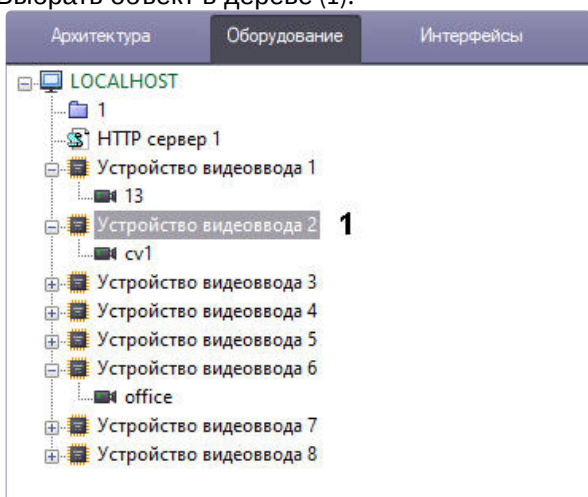 Выбрать объект в дереве (1).
Архитектура Оборудование Интерфейсы
LOCALHOST
1
HTTP сервер 1
Устройство видеоввода 1
13
Устройство видеоввода 2 1
cv1
Устройство видеоввода 3
Устройство видеоввода 4
Устройство видеоввода 5
Устройство видеоввода 6
office
Устройство видеоввода 7
Устройство видеоввода 8